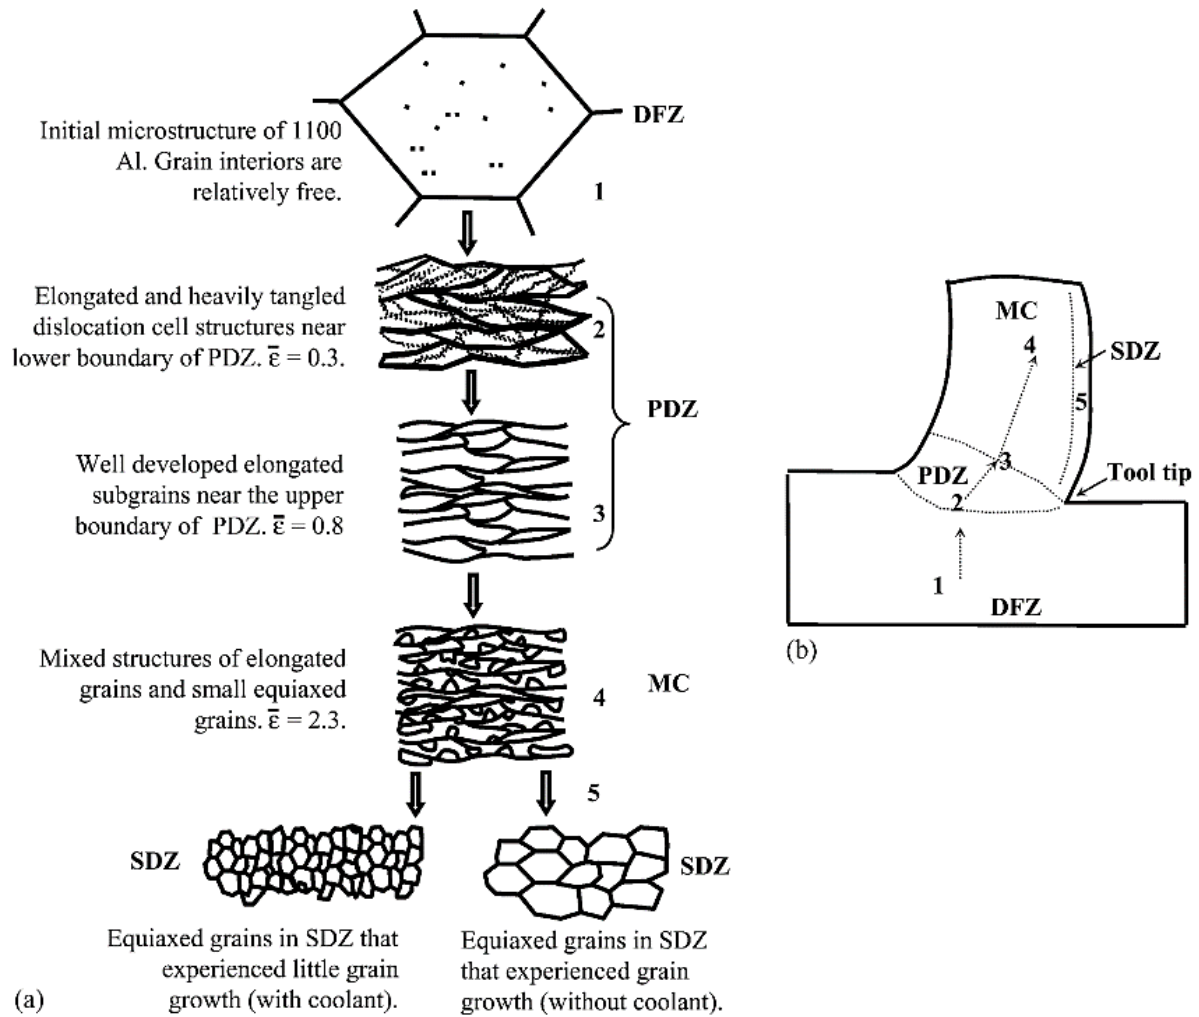 Initial microstructure of 1100
Al. Grain interiors are
relatively free.
DFZ
1
Elongated and heavily tangled
dislocation cell structures near
lower boundary of PDZ. ε̄ = 0.3.
2
PDZ
Well developed elongated
subgrains near the upper
boundary of PDZ. ε̄ = 0.8
3
Mixed structures of elongated
grains and small equiaxed
grains. ε̄ = 2.3.
4
MC
5
SDZ
SDZ
Equiaxed grains in SDZ that
experienced little grain
growth (with coolant).
Equiaxed grains in SDZ
that experienced grain
growth (without coolant).
(a)
MC
4
SDZ
5
PDZ
3
Tool tip
2
1
DFZ
(b)